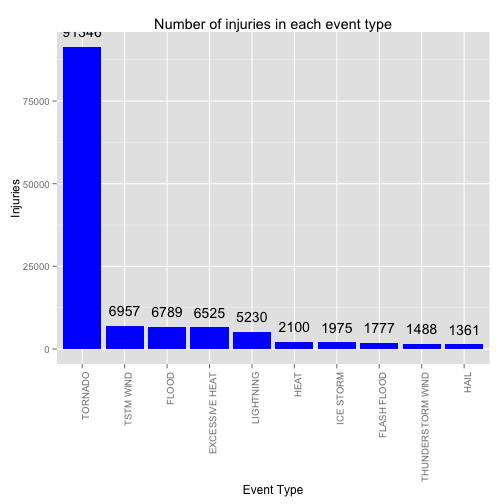 Number of injuries in each event type
91346
75000
50000
25000
0
Injuries
6957
6789
6525
5230
2100
1975
1777
1488
1361
TORNADO
TSTM WIND
FLOOD
EXCESSIVE HEAT
LIGHTNING
HEAT
ICE STORM
FLASH FLOOD
THUNDERSTORM WIND
HAIL
Event Type